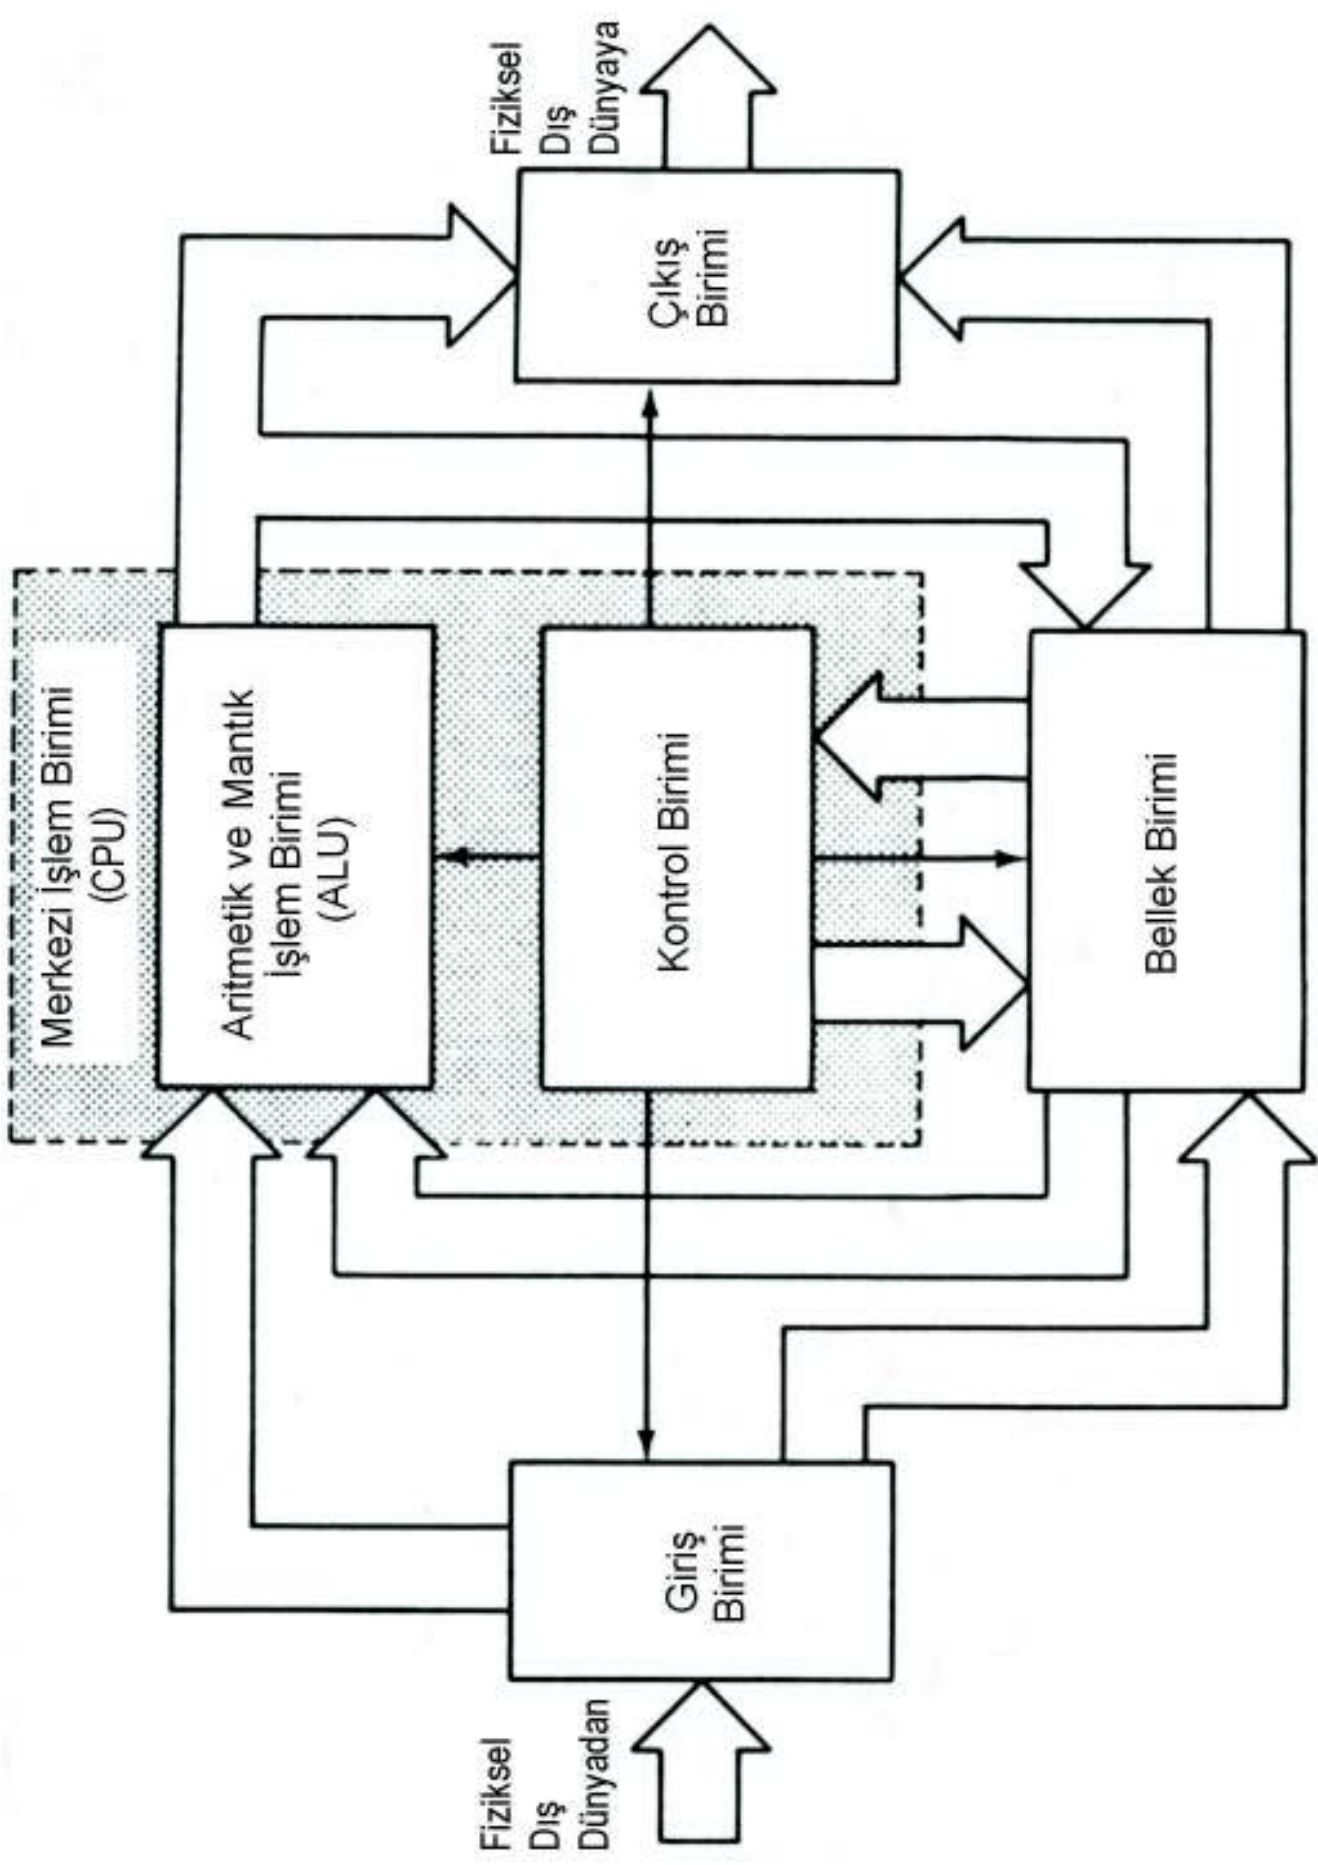 Merkezi İşlem Birimi
(CPU)
Aritmetik ve Mantık
İşlem Birimi
(ALU)
Fiziksel
Dış
Dünyadan
Giriş
Birimi
Kontrol Birimi
Çıkış
Birimi
Fiziksel
Dış
Dünyaya
Bellek Birimi